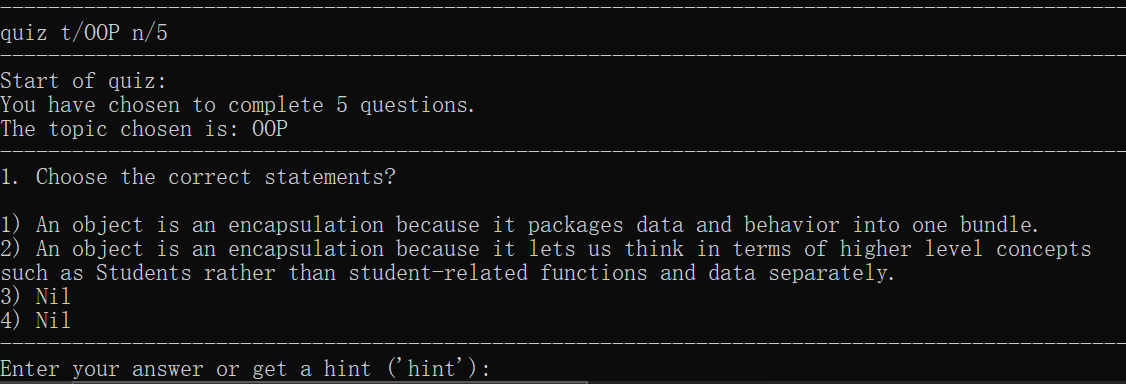 quiz t/OOP n/5
Start of quiz:
You have chosen to complete 5 questions.
The topic chosen is: OOP
1. Choose the correct statements?
1) An object is an encapsulation because it packages data and behavior into one bundle.
2) An object is an encapsulation because it lets us think in terms of higher level concepts
such as Students rather than student-related functions and data separately.
3) Nil
4) Nil
Enter your answer or get a hint ('hint'):